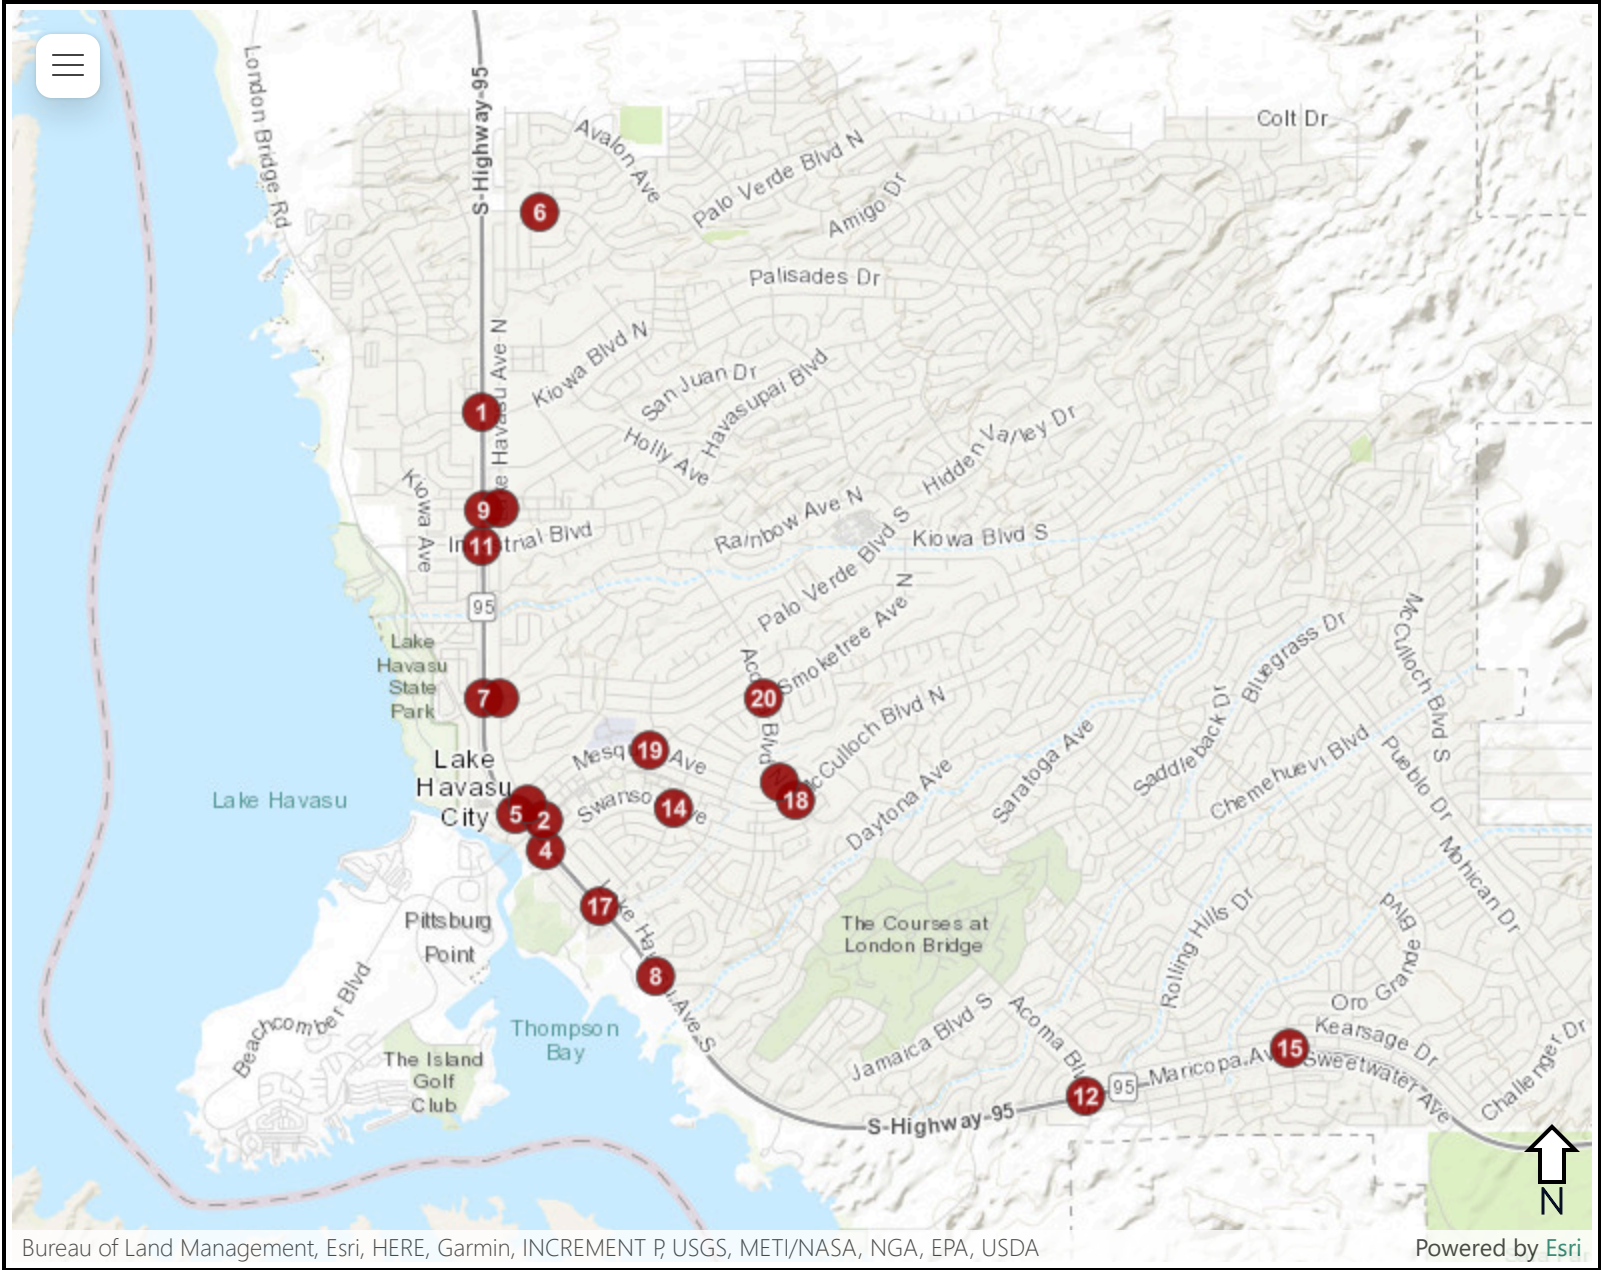 London Bridge Rd
S-Highway-95
Avalon Ave
Palo Verde Blvd N
Amigo Dr
Colt Dr
6
Palisades Dr
Havasu Ave N
Kiowa Blvd N
San Juan Dr
Havasupai Blvd
1
Holly Ave
Hidden Valley Dr
Kiowa Ave
9
Rainbow Ave N
Palo Verde Blvd S
Kiowa Blvd S
11
Blvd
95
Smoketree Ave N
McCulloch Blvd S
Bluegrass Dr
Lake
Havasu
State
Park
7
20
Blvd
McCulloch Blvd N
Saddleback Dr
Saratoga Ave
Chemehuevi Blvd
Pueblo Dr
19
Ave
Lake
Havasu
City
Lake Havasu
5
2
14
18
Daytona Ave
4
Mohican Dr
17
Pittsburg
Point
The Courses at
London Bridge
Rolling Hills Dr
Oro Grande Blvd
8
Ave S
Beachcomber Blvd
Thompson
Bay
The Island
Golf
Club
Jamaica Blvd S
Acoma Blv
Kearsage Dr
15
Maricopa Av
Sweetwater Ave
Challenger Dr
12
95
S-Highway-95
N
Bureau of Land Management, Esri, HERE, Garmin, INCREMENT P, USGS, METI/NASA, NGA, EPA, USDA
Powered by Esri